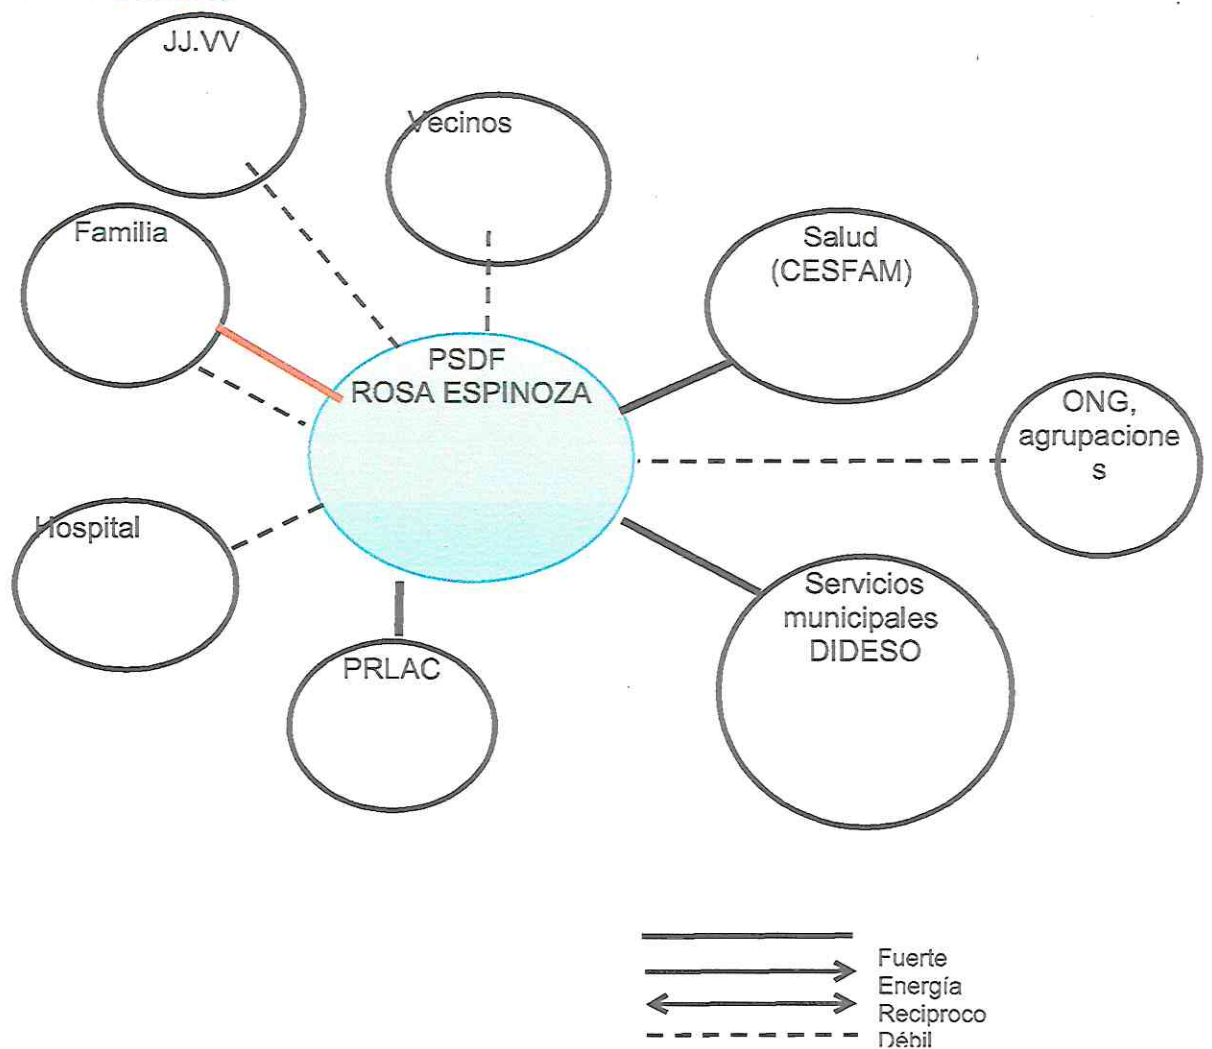 JJ.VV
Vecinos
Familia
Salud
(CESFAM)
PSDF
ROSA ESPINOZA
ONG,
agrupacione
s
Hospital
Servicios
municipales
DIDESO
PRLAC
Fuerte
Energía
Reciproco
Débil